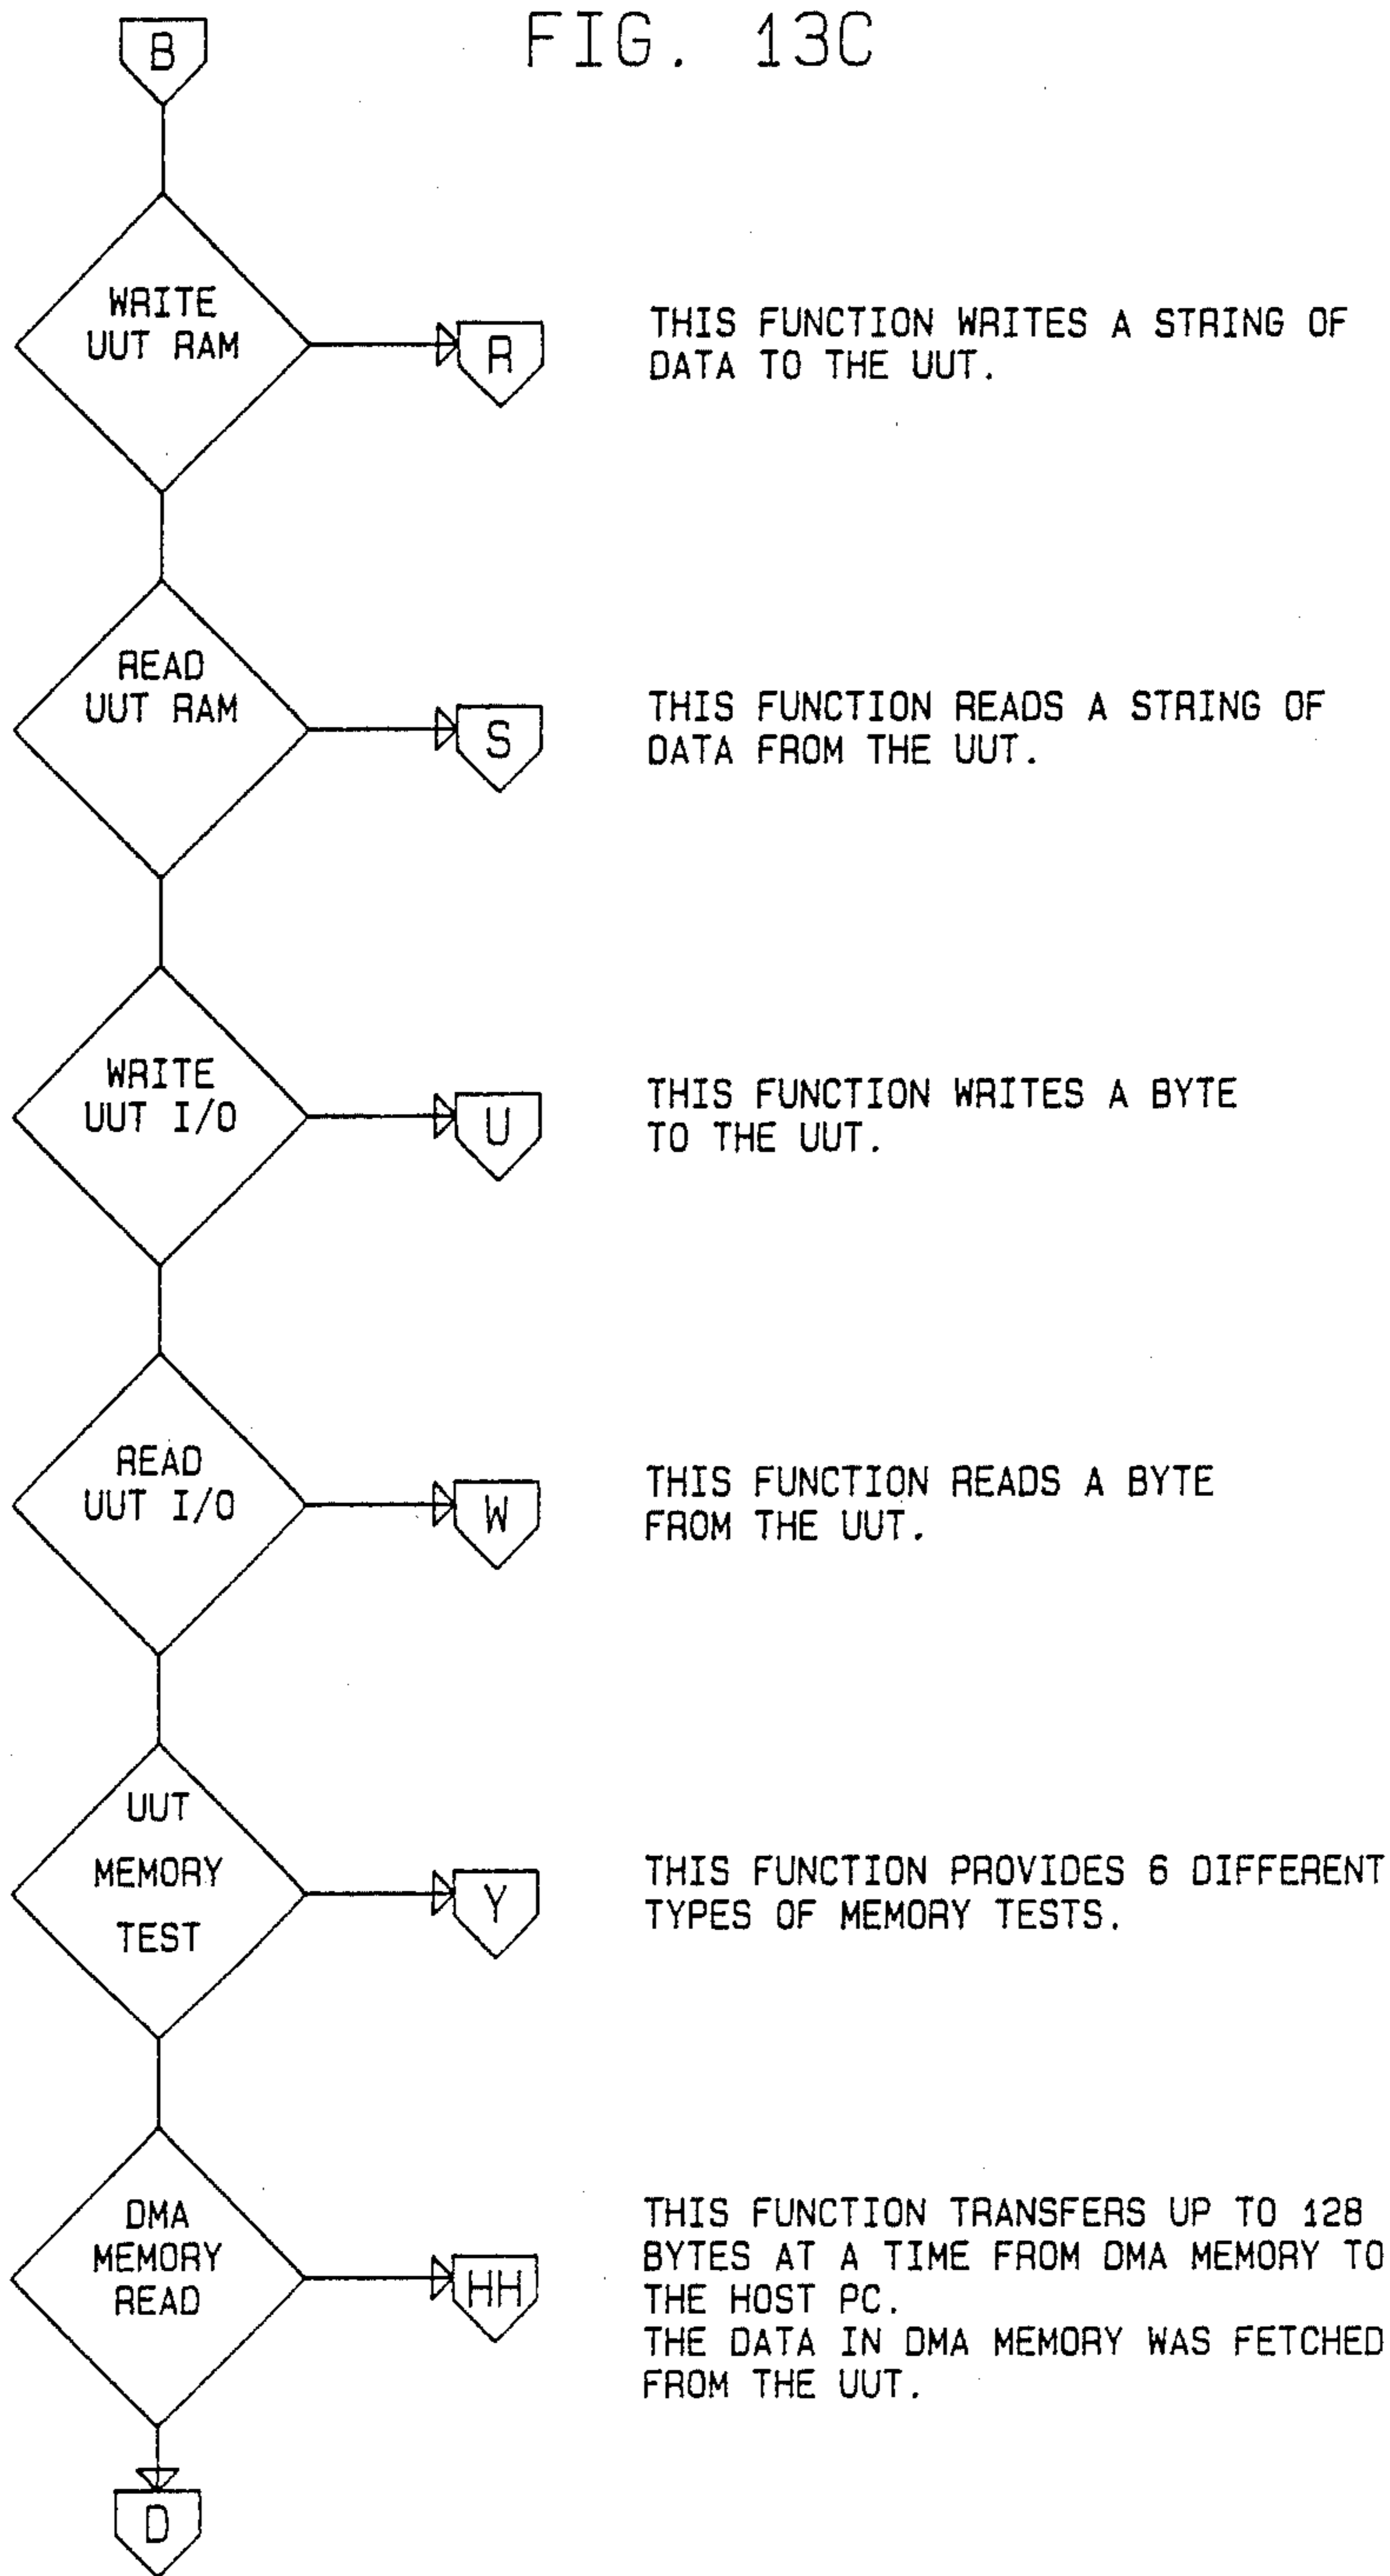 FIG. 13C
B
WRITE
UUT RAM
R
THIS FUNCTION WRITES A STRING OF
DATA TO THE UUT.
READ
UUT RAM
S
THIS FUNCTION READS A STRING OF
DATA FROM THE UUT.
WRITE
UUT I/O
U
THIS FUNCTION WRITES A BYTE
TO THE UUT.
READ
UUT I/O
W
THIS FUNCTION READS A BYTE
FROM THE UUT.
UUT
MEMORY
TEST
Y
THIS FUNCTION PROVIDES 6 DIFFERENT
TYPES OF MEMORY TESTS.
DMA
MEMORY
READ
HH
THIS FUNCTION TRANSFERS UP TO 128
BYTES AT A TIME FROM DMA MEMORY TO
THE HOST PC.
THE DATA IN DMA MEMORY WAS FETCHED
FROM THE UUT.
D